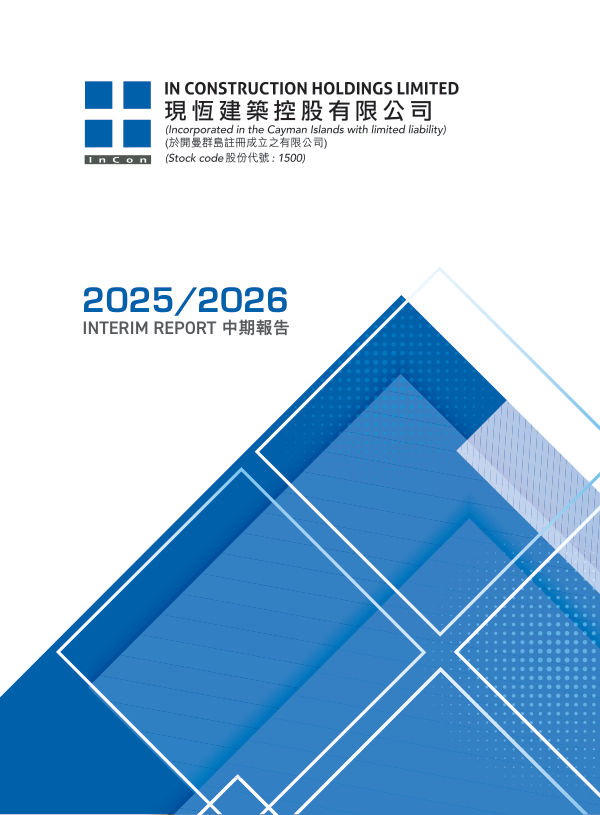 IN CONSTRUCTION HOLDINGS LIMITED
現恆建築控股有限公司
(Incorporated in the Cayman Islands with limited liability)
(於開曼群島註冊成立之有限公司)
(Stock code 股份代號 : 1500)
InCon
2025/2026
INTERIM REPORT 中期報告